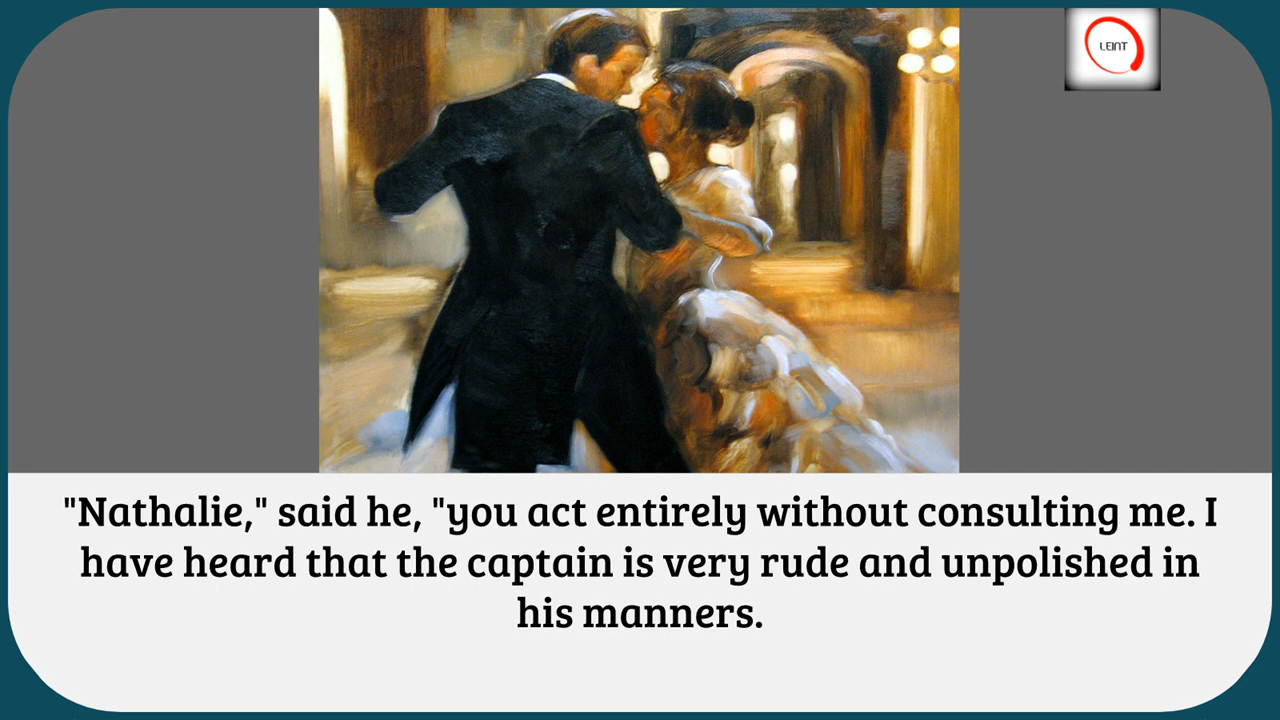 LEINT
"Nathalie," said he, "you act entirely without consulting me. I
have heard that the captain is very rude and unpolished in
his manners.